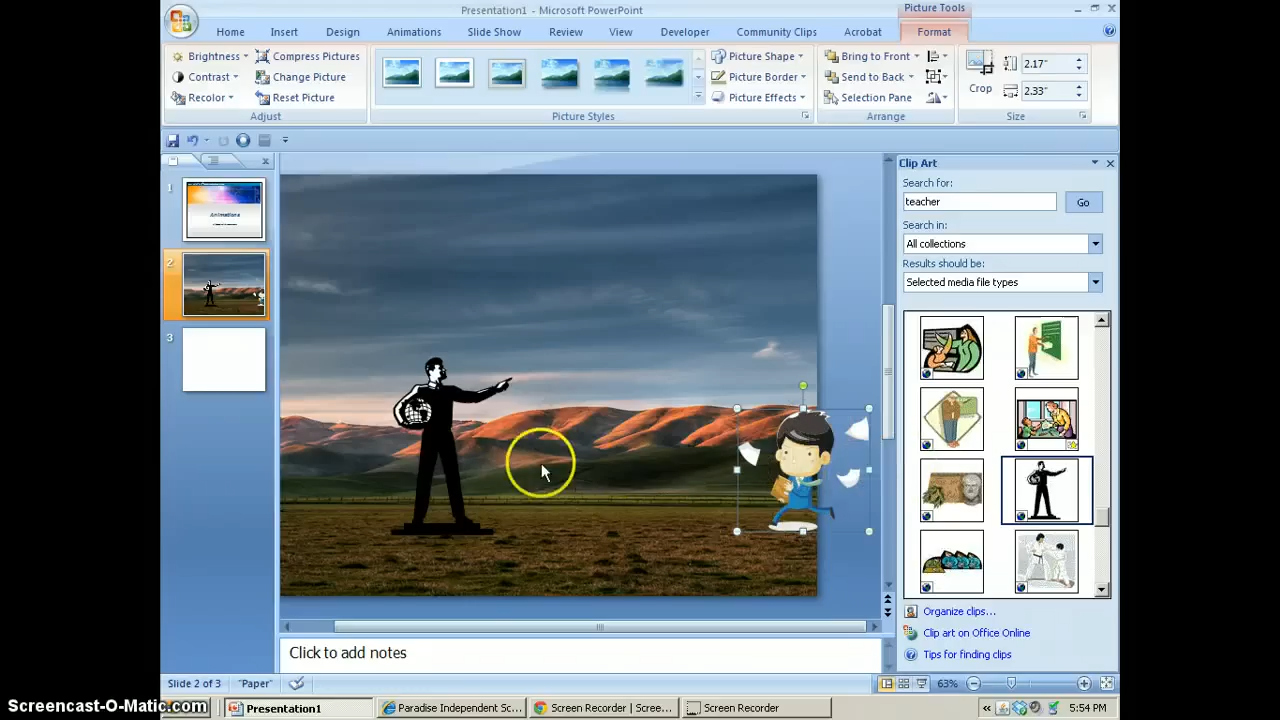 Presentation1 - Microsoft PowerPoint
Picture Tools
Home
Insert
Design
Animations
Slide Show
Review
View
Developer
Community Clips
Acrobat
Format
Brightness
Compress Pictures
Contrast
Change Picture
Recolor
Reset Picture
Adjust
Picture Styles
Picture Shape
Picture Border
Picture Effects
Bring to Front
Send to Back
Selection Pane
Arrange
Crop
2.17"
2.33"
Size
1
Animations
2
3
Clip Art
Search for:
teacher
Go
Search in:
All collections
Results should be:
Selected media file types
Organize clips...
Clip art on Office Online
Tips for finding clips
Click to add notes
Slide 2 of 3
"Paper"
63%
Screencast-O-Matic.com
Presentation1
Paradise Independent Sc...
Screen Recorder | Scree...
Screen Recorder
5:54 PM